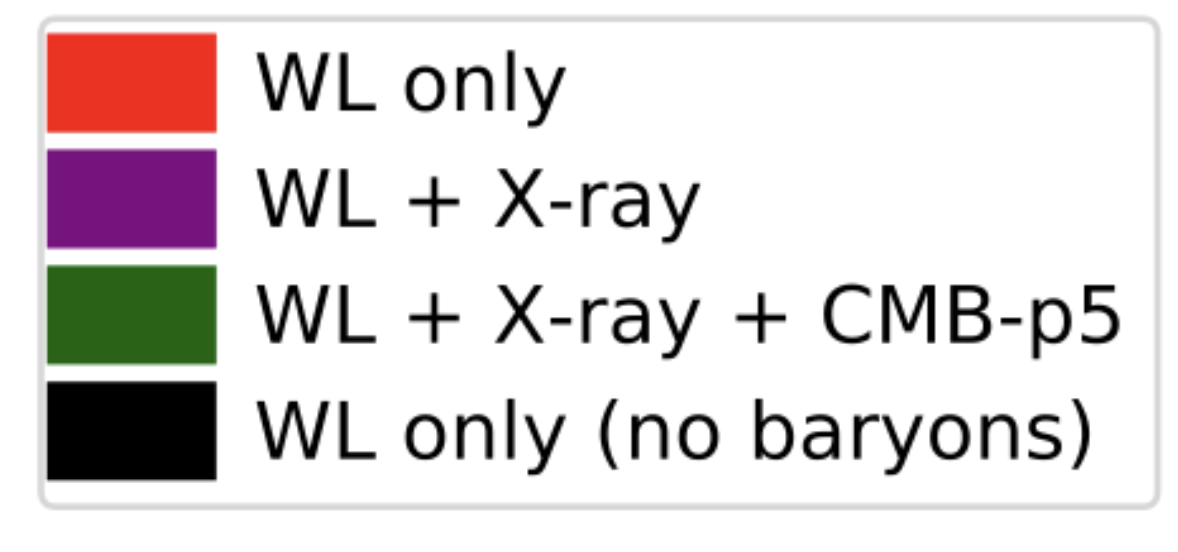 WL only
WL + X-ray
WL + X-ray + CMB-p5
WL only (no baryons)